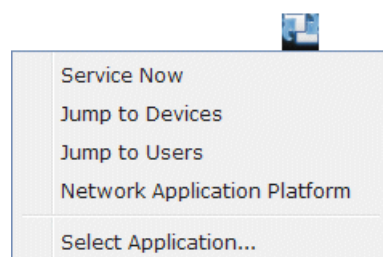 Service Now
Jump to Devices
Jump to Users
Network Application Platform
Select Application...